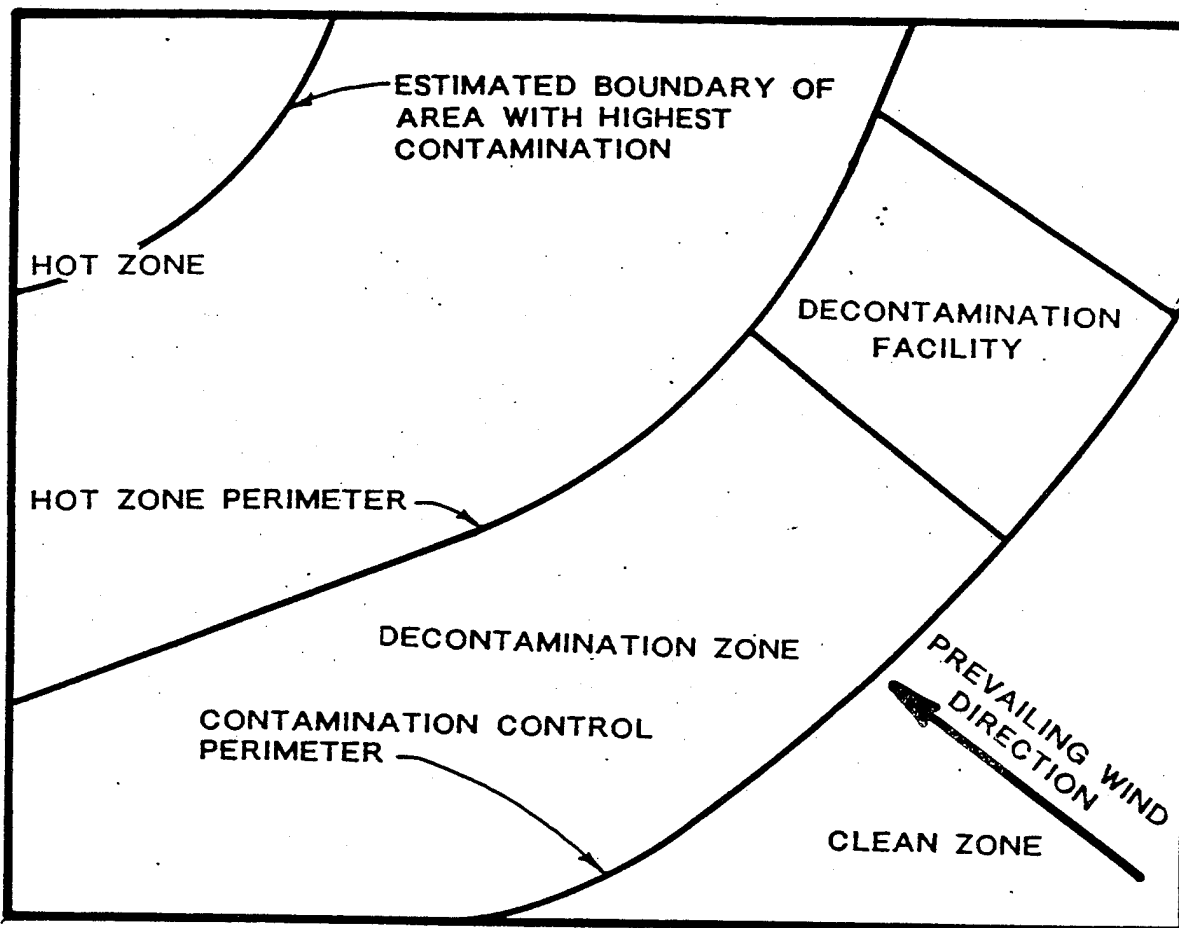 ESTIMATED BOUNDARY OF
AREA WITH HIGHEST
CONTAMINATION
HOT ZONE
DECONTAMINATION
FACILITY
HOT ZONE PERIMETER
DECONTAMINATION ZONE
CONTAMINATION CONTROL
PERIMETER
PREVAILING WIND
DIRECTION
CLEAN ZONE